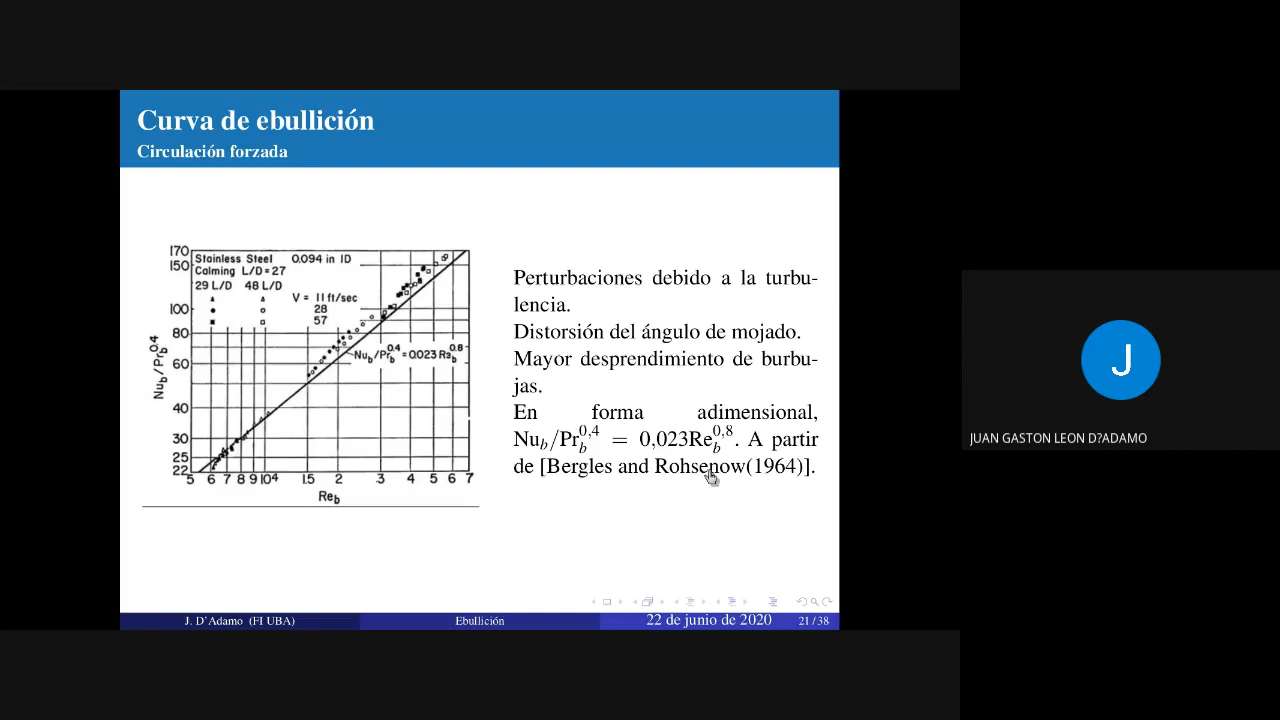 Curva de ebullición
Circulación forzada
170
150
100
80
60
40
30
25
22
Nu_b/Pr_b^0.4
Stainless Steel 0.094 in ID
Calming L/D=27
29 L/D 48 L/D
V = 11 ft/sec
28
57
Nu_b/Pr_b^0.4 = 0.023 Re_b^0.8
5 6 7 8 9 10^4 1.5 2 3 4 5 6 7
Re_b
Perturbaciones debido a la turbu-
lencia.
Distorsión del ángulo de mojado.
Mayor desprendimiento de burbu-
jas.
En forma adimensional,
Nu_b/Pr_b^0,4 = 0,023Re_b^0,8. A partir
de [Bergles and Rohsenow(1964)].
J. D'Adamo (FI UBA) Ebullición 22 de junio de 2020 21 / 38
J
JUAN GASTON LEON D?ADAMO